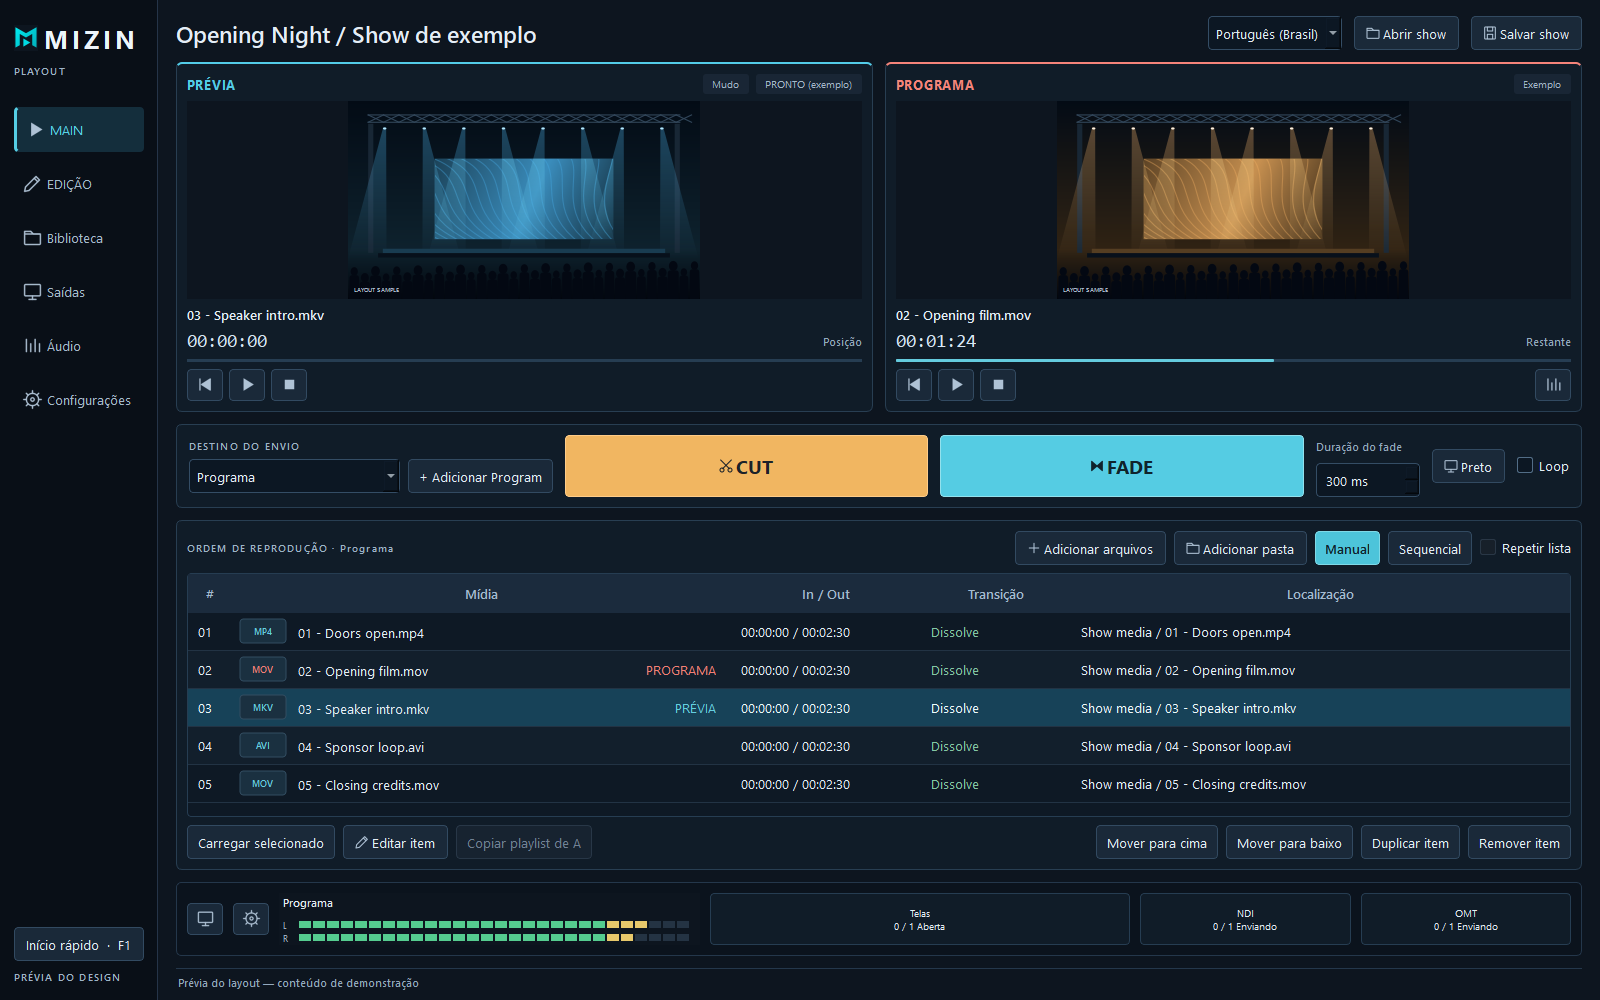 MIZIN
PLAYOUT
MAIN
EDIÇÃO
Biblioteca
Saídas
Áudio
Configurações
Início rápido · F1
PRÉVIA DO DESIGN
Opening Night / Show de exemplo
Português (Brasil)
Abrir show
Salvar show
PRÉVIA
Mudo
PRONTO (exemplo)
LAYOUT SAMPLE
03 - Speaker intro.mkv
00:00:00
Posição
PROGRAMA
Exemplo
LAYOUT SAMPLE
02 - Opening film.mov
00:01:24
Restante
DESTINO DO ENVIO
Programa
+ Adicionar Program
CUT
FADE
Duração do fade
300 ms
Preto
Loop
ORDEM DE REPRODUÇÃO · Programa
Adicionar arquivos
Adicionar pasta
Manual
Sequencial
Repetir lista
# Mídia In / Out Transição Localização
01 MP4 01 - Doors open.mp4 00:00:00 / 00:02:30 Dissolve Show media / 01 - Doors open.mp4
02 MOV 02 - Opening film.mov PROGRAMA 00:00:00 / 00:02:30 Dissolve Show media / 02 - Opening film.mov
03 MKV 03 - Speaker intro.mkv PRÉVIA 00:00:00 / 00:02:30 Dissolve Show media / 03 - Speaker intro.mkv
04 AVI 04 - Sponsor loop.avi 00:00:00 / 00:02:30 Dissolve Show media / 04 - Sponsor loop.avi
05 MOV 05 - Closing credits.mov 00:00:00 / 00:02:30 Dissolve Show media / 05 - Closing credits.mov
Carregar selecionado
Editar item
Copiar playlist de A
Mover para cima
Mover para baixo
Duplicar item
Remover item
Programa
L
R
Telas
0 / 1 Aberta
NDI
0 / 1 Enviando
OMT
0 / 1 Enviando
Prévia do layout — conteúdo de demonstração